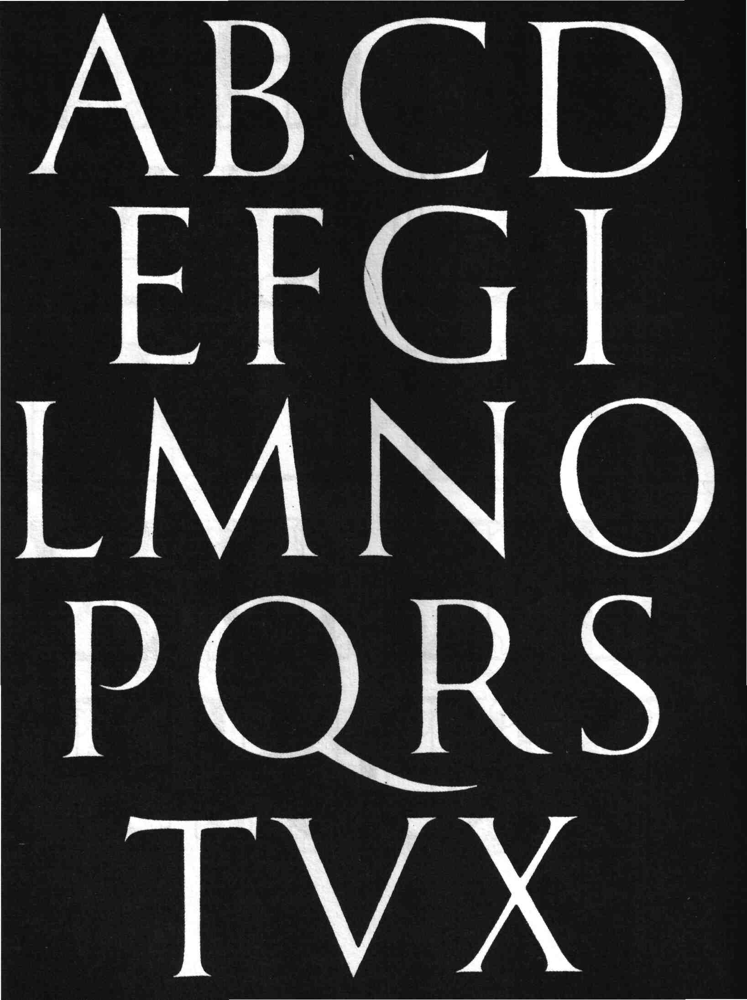 ABCD
EFGI
LMNO
PQRS
TVX